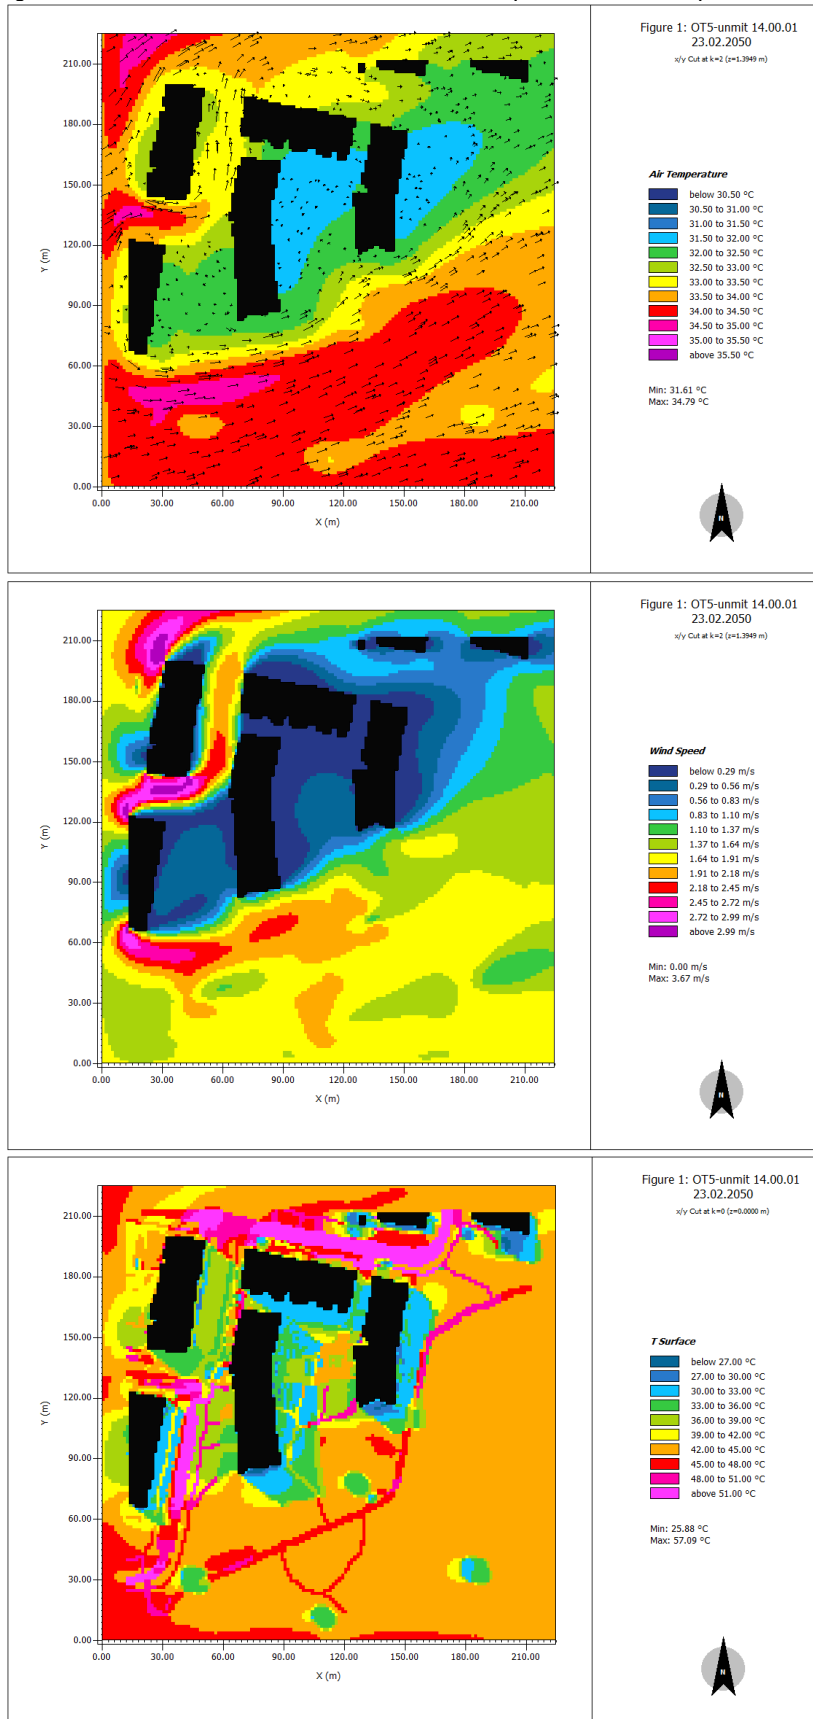 Figure 1: OT5-unmit 14.00.01
23.02.2050
x/y Cut at k=2 (z=1.3949 m)
210.00
180.00
150.00
120.00
90.00
60.00
30.00
0.00
Y (m)
0.00 30.00 60.00 90.00 120.00 150.00 180.00 210.00
X (m)
Air Temperature
below 30.50 °C
30.50 to 31.00 °C
31.00 to 31.50 °C
31.50 to 32.00 °C
32.00 to 32.50 °C
32.50 to 33.00 °C
33.00 to 33.50 °C
33.50 to 34.00 °C
34.00 to 34.50 °C
34.50 to 35.00 °C
35.00 to 35.50 °C
above 35.50 °C
Min: 31.61 °C
Max: 34.79 °C
N
Figure 1: OT5-unmit 14.00.01
23.02.2050
x/y Cut at k=2 (z=1.3949 m)
210.00
180.00
150.00
120.00
90.00
60.00
30.00
0.00
Y (m)
0.00 30.00 60.00 90.00 120.00 150.00 180.00 210.00
X (m)
Wind Speed
below 0.29 m/s
0.29 to 0.56 m/s
0.56 to 0.83 m/s
0.83 to 1.10 m/s
1.10 to 1.37 m/s
1.37 to 1.64 m/s
1.64 to 1.91 m/s
1.91 to 2.18 m/s
2.18 to 2.45 m/s
2.45 to 2.72 m/s
2.72 to 2.99 m/s
above 2.99 m/s
Min: 0.00 m/s
Max: 3.67 m/s
N
Figure 1: OT5-unmit 14.00.01
23.02.2050
x/y Cut at k=0 (z=0.0000 m)
210.00
180.00
150.00
120.00
90.00
60.00
30.00
0.00
Y (m)
0.00 30.00 60.00 90.00 120.00 150.00 180.00 210.00
X (m)
T Surface
below 27.00 °C
27.00 to 30.00 °C
30.00 to 33.00 °C
33.00 to 36.00 °C
36.00 to 39.00 °C
39.00 to 42.00 °C
42.00 to 45.00 °C
45.00 to 48.00 °C
48.00 to 51.00 °C
above 51.00 °C
Min: 25.88 °C
Max: 57.09 °C
N